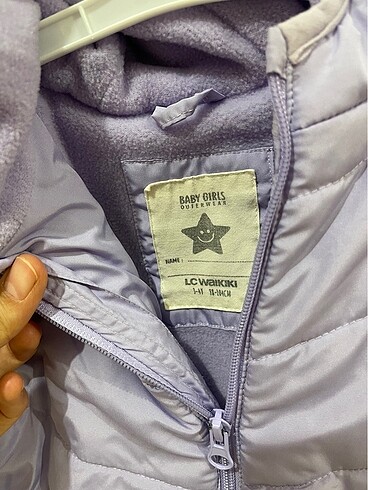 BABY GIRLS
OUTERWEAR
NAME :
LC WAIKIKI